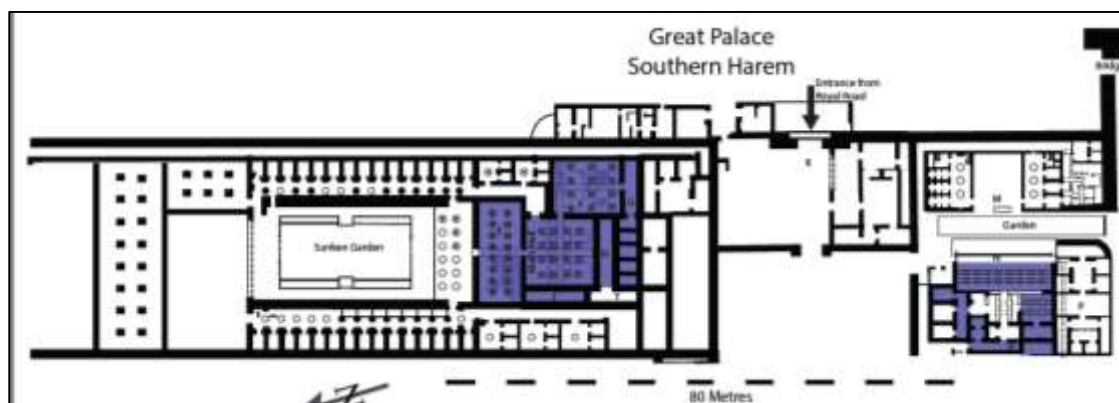 Great Palace
Southern Harem
Entrance from
Royal Road
Sunken Garden
M
Garden
80 Metres